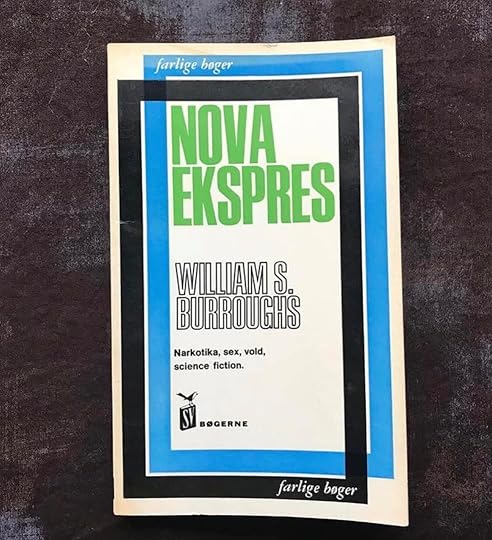 farlige bøger
NOVA
EKSPRES
WILLIAM S.
BURROUGHS
Narkotika, sex, vold,
science fiction.
SV BØGERNE
farlige bøger